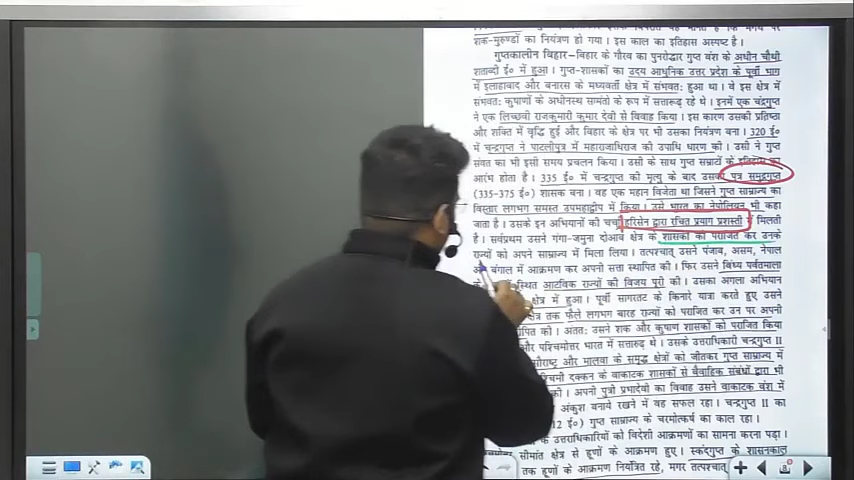 शक-मुरुण्डों का नियंत्रण हो गया । इस काल का इतिहास अस्पष्ट है ।
गुप्तकालीन बिहार–बिहार के गौरव का पुनरोद्धार गुप्त वंश के अधीन चौथी
शताब्दी ई० में हुआ । गुप्त-शासकों का उदय आधुनिक उत्तर प्रदेश के पूर्वी भाग
में इलाहाबाद और बनारस के मध्यवर्ती क्षेत्र में संभवतः हुआ था । वे इस क्षेत्र में
संभवतः कुषाणों के अधीनस्थ सामंतो के रूप में सत्तारूढ़ रहे थे । इनमें एक चंद्रगुप्त
ने एक लिच्छवी राजकुमारी कुमार देवी से विवाह किया । इस कारण उसकी प्रतिष्ठा
और शक्ति में वृद्धि हुई और बिहार के क्षेत्र पर भी उसका नियंत्रण बना । 320 ई०
में चन्द्रगुप्त ने पाटलीपुत्र में महाराजाधिराज की उपाधि धारण की । उसी ने गुप्त
संवत का भी इसी समय प्रचलन किया । उसी के साथ गुप्त सम्राटों के इतिहास का
आरंभ होता है । 335 ई० में चन्द्रगुप्त की मृत्यु के बाद उसका पुत्र समुद्रगुप्त
(335-375 ई०) शासक बना । वह एक महान विजेता था जिसने गुप्त साम्राज्य का
विस्तार लगभग समस्त उपमहाद्वीप में किया । उसे भारत का नेपोलियन भी कहा
जाता । उसके इन अभियानों की चर्चा हरिसेन द्वारा रचित प्रयाग प्रशस्ती में मिलती
है । सर्वप्रथम उसने गंगा-जमुना दोआब क्षेत्र के शासकों को पराजित कर उनके
राज्यों को अपने साम्राज्य में मिला लिया । तत्पश्चात् उसने पंजाब, असम, नेपाल
बंगाल में आक्रमण कर अपनी सत्ता स्थापित की । फिर उसने बिंध्य पर्वतमाला
स्थित आटविक राज्यों की विजय पूरी की । उसका अगला अभियान
क्षेत्र में हुआ । पूर्वी सागरतट के किनारे यात्रा करते हुए उसने
क्षेत्र तक फैले लगभग बारह राज्यों को पराजित कर उन पर अपनी
की । अंततः उसने शक और कुषाण शासकों को पराजित किया
और पश्चिमोत्तर भारत में सत्तारूढ़ थे । उसके उत्तराधिकारी चन्द्रगुप्त II
सौराष्ट्र और मालवा के समृद्ध क्षेत्रों को जीतकर गुप्त साम्राज्य में
दक्कन के वाकाटक शासकों से वैवाहिक संबंधों द्वारा भी
की । अपनी पुत्री प्रभादेवी का विवाह उसने वाकाटक वंश में
अंकुश बनाये रखने में वह सफल रहा । चन्द्रगुप्त II का
12 ई०) गुप्त साम्राज्य के चरमोत्कर्ष का काल रहा ।
के उत्तराधिकारियों को विदेशी आक्रमणों का सामना करना पड़ा ।
सीमांत क्षेत्र से हूणों के आक्रमण हुए । स्कंदगुप्त के शासनकाल
तक हूणों के आक्रमण नियंत्रित रहे, मगर तत्पश्चात्